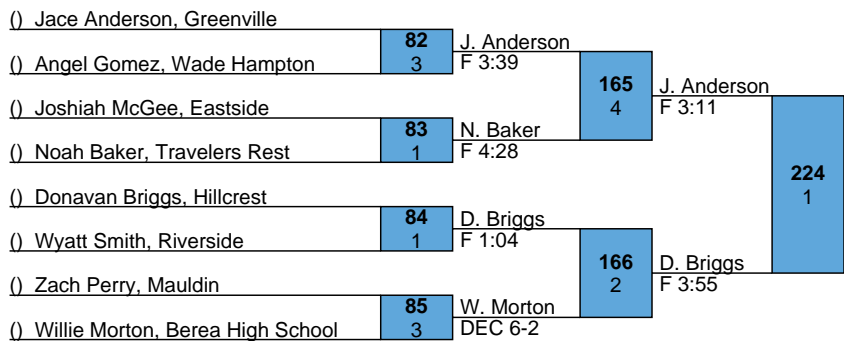 () Jace Anderson, Greenville
82 J. Anderson
() Angel Gomez, Wade Hampton 3 F 3:39
165 J. Anderson
() Joshiah McGee, Eastside 4 F 3:11
83 N. Baker
() Noah Baker, Travelers Rest 1 F 4:28
224
() Donavan Briggs, Hillcrest 1
84 D. Briggs
() Wyatt Smith, Riverside 1 F 1:04
166 D. Briggs
() Zach Perry, Mauldin 2 F 3:55
85 W. Morton
() Willie Morton, Berea High School 3 DEC 6-2